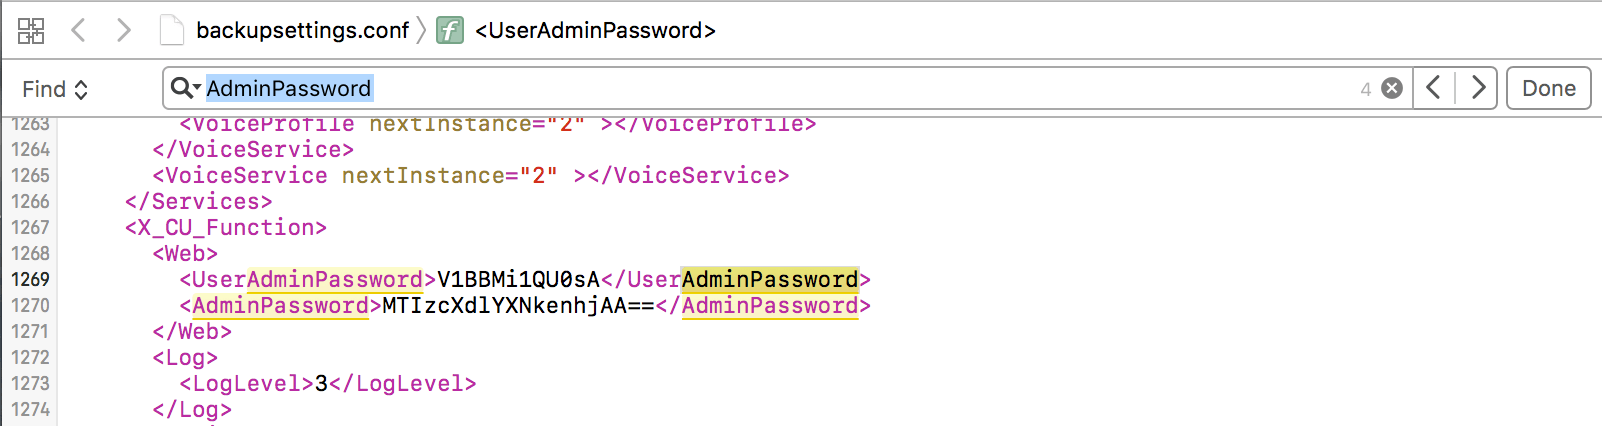 backupsettings.conf <UserAdminPassword>
Find AdminPassword 4 Done
1263 <VoiceProfile nextInstance="2" ></VoiceProfile>
1264 </VoiceService>
1265 <VoiceService nextInstance="2" ></VoiceService>
1266 </Services>
1267 <X_CU_Function>
1268 <Web>
1269 <UserAdminPassword>V1BBMi1QU0sA</UserAdminPassword>
1270 <AdminPassword>MTIzcXdlYXNkenhjAA==</AdminPassword>
1271 </Web>
1272 <Log>
1273 <LogLevel>3</LogLevel>
1274 </Log>